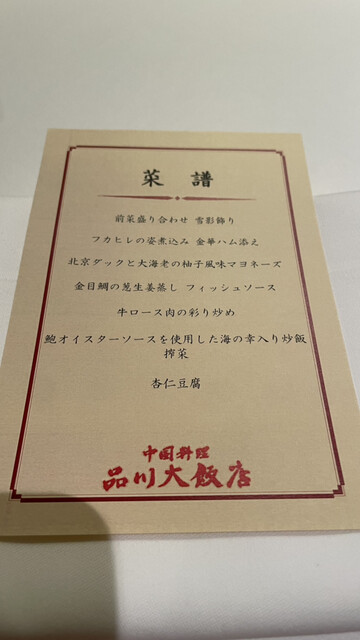 菜譜
前菜盛り合わせ 雪影飾り
フカヒレの姿煮込み 金華ハム添え
北京ダックと大海老の柚子風味マヨネーズ
金目鯛の葱生姜蒸し フィッシュソース
牛ロース肉の彩り炒め
鮑オイスターソースを使用した海の幸入り炒飯
搾菜
杏仁豆腐
中国料理
品川大飯店